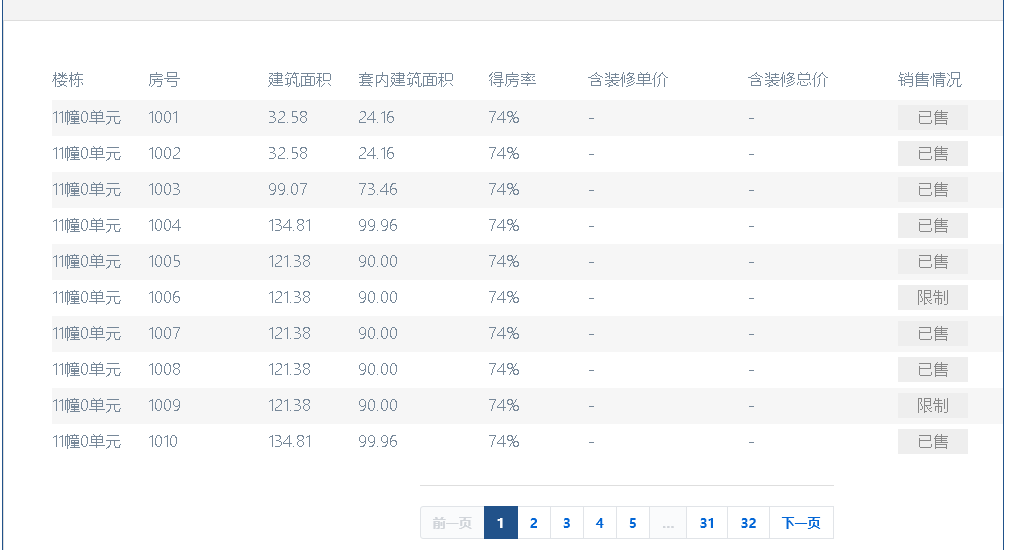 楼栋 房号 建筑面积 套内建筑面积 得房率 含装修单价 含装修总价 销售情况
11幢0单元 1001 32.58 24.16 74% - - 已售
11幢0单元 1002 32.58 24.16 74% - - 已售
11幢0单元 1003 99.07 73.46 74% - - 已售
11幢0单元 1004 134.81 99.96 74% - - 已售
11幢0单元 1005 121.38 90.00 74% - - 已售
11幢0单元 1006 121.38 90.00 74% - - 限制
11幢0单元 1007 121.38 90.00 74% - - 已售
11幢0单元 1008 121.38 90.00 74% - - 已售
11幢0单元 1009 121.38 90.00 74% - - 限制
11幢0单元 1010 134.81 99.96 74% - - 已售
前一页 1 2 3 4 5 ... 31 32 下一页